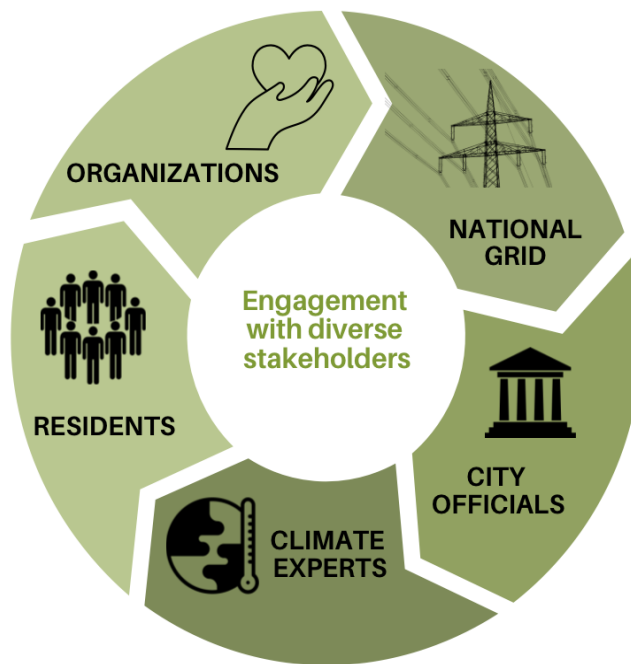 ORGANIZATIONS
NATIONAL
GRID
Engagement
with diverse
stakeholders
RESIDENTS
CITY
OFFICIALS
CLIMATE
EXPERTS